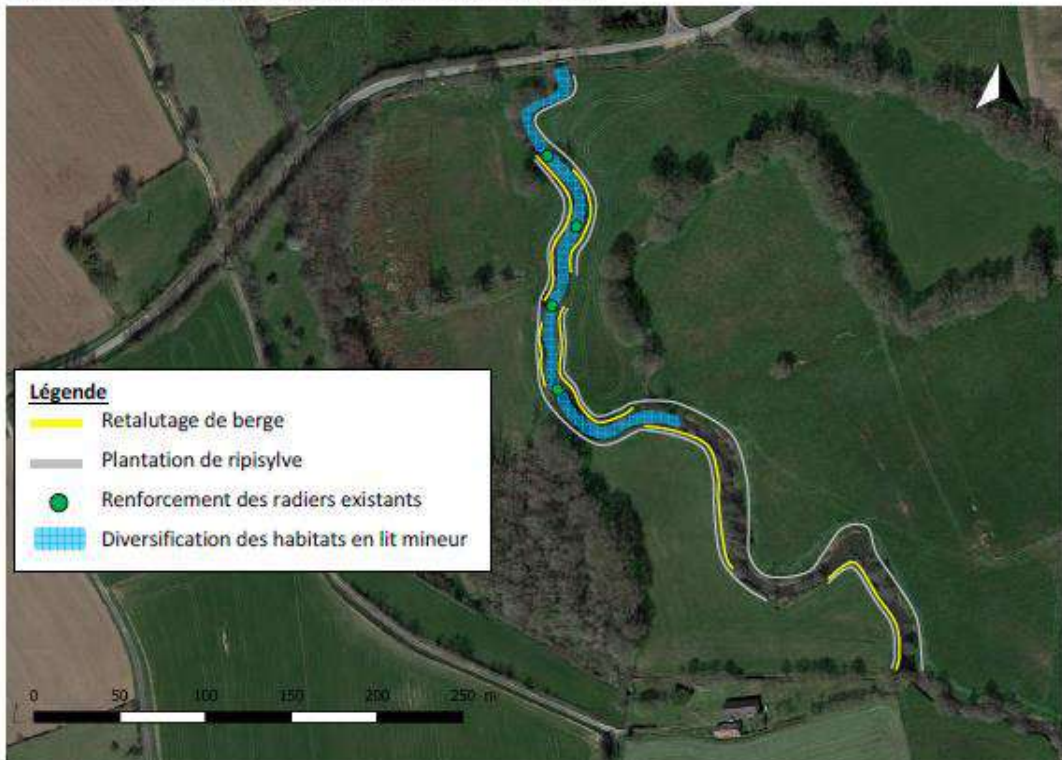 Légende
Retalutage de berge
Plantation de ripisylve
Renforcement des radiers existants
Diversification des habitats en lit mineur
0 50 100 150 200 250 m